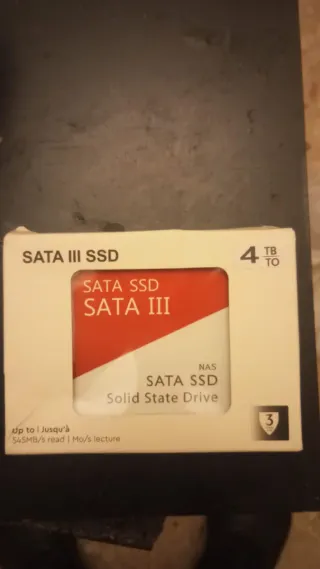 SATA III SSD
4 TB
TO
SATA SSD
SATA III
NAS
SATA SSD
Solid State Drive
Up to | Jusqu'à
545MB/s read | Mo/s lecture
3